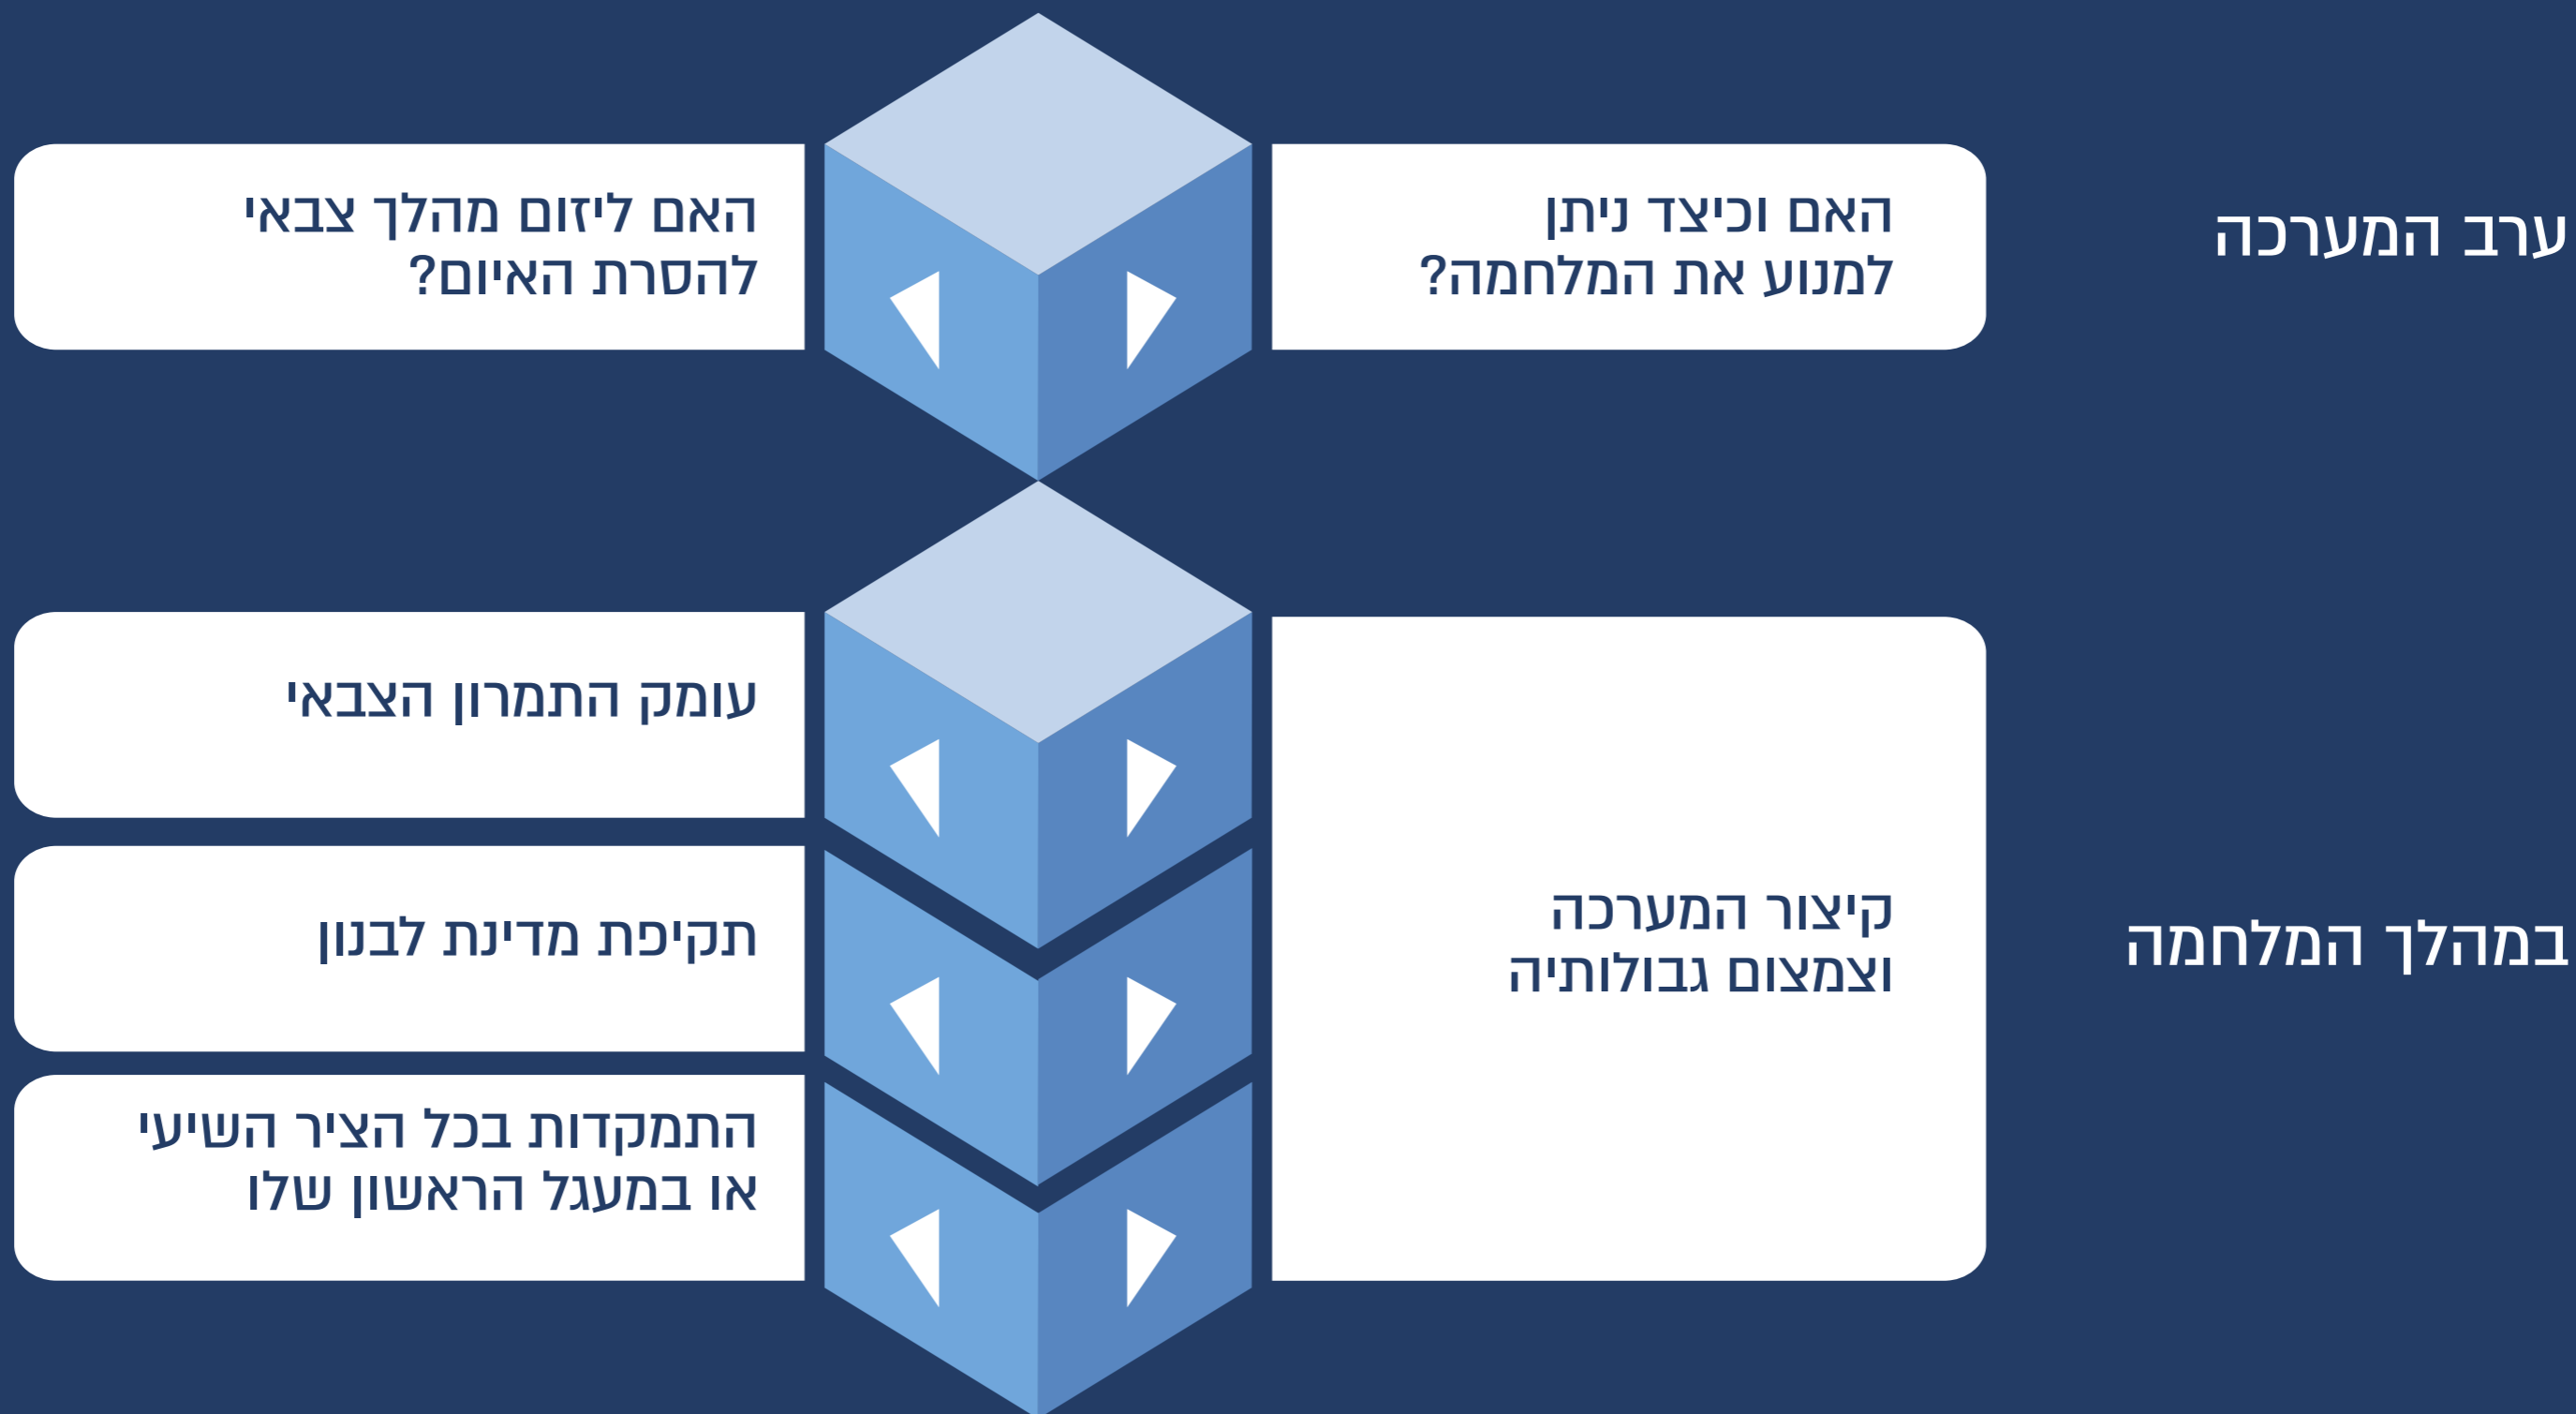 ערב המערכה
האם וכיצד ניתן
למנוע את המלחמה?
האם ליזום מהלך צבאי
להסרת האיום?
במהלך המלחמה
קיצור המערכה
וצמצום גבולותיה
עומק התמרון הצבאי
תקיפת מדינת לבנון
התמקדות בכל הציר השיעי
או במעגל הראשון שלו